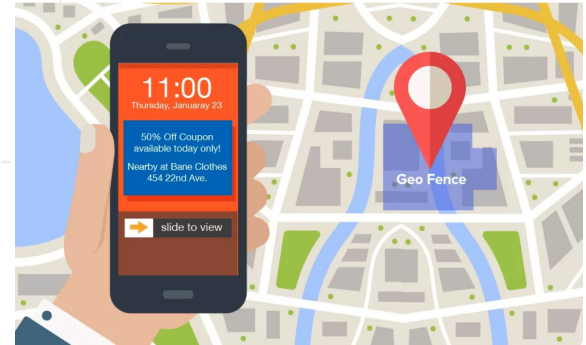 11:00
Thursday, Januaray 23
50% Off Coupon
available today only!
Nearby at Bane Clothes
454 22nd Ave.
slide to view
Geo Fence